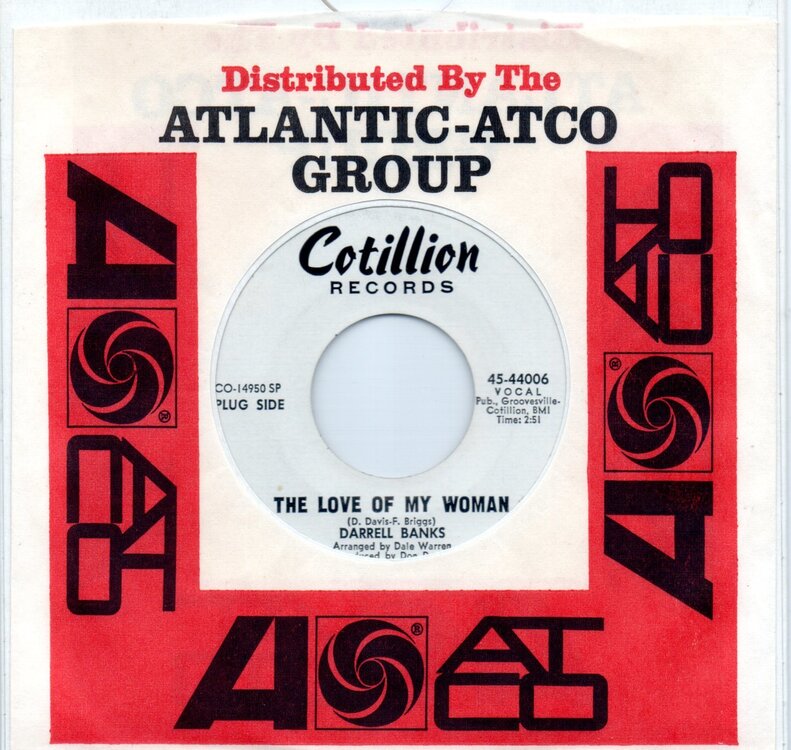 Distributed By The
ATLANTIC-ATCO
GROUP
Cotillion
RECORDS
CO-14950 SP
PLUG SIDE
45-44006
VOCAL
Pub., Groovesville-
Cotillion, BMI
Time: 2:51
THE LOVE OF MY WOMAN
(D. Davis-F. Briggs)
DARRELL BANKS
Arranged by Dale Warren
by Don
A
ATCO
®
A
ATCO
®
A
ATCO
®